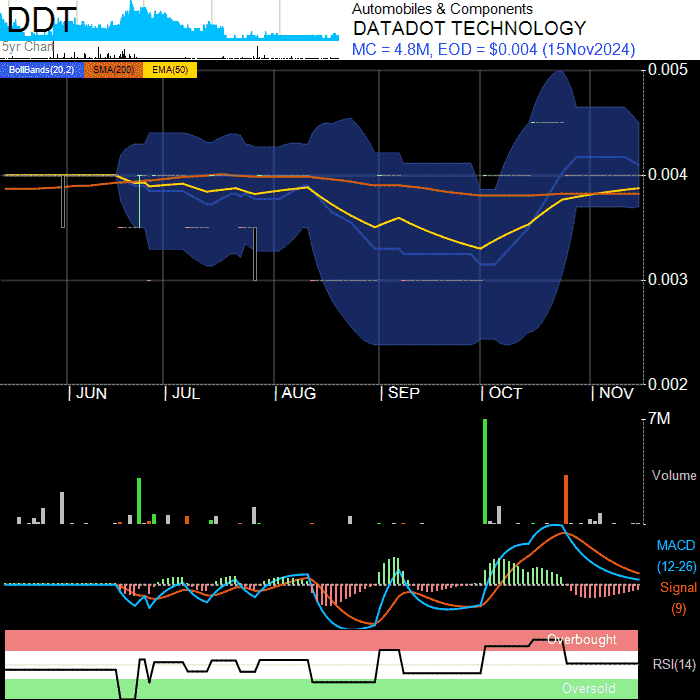 DDT
5yr Chart
Automobiles & Components
DATADOT TECHNOLOGY
MC = 4.8M, EOD = $0.004 (15Nov2024)
BollBands(20,2) SMA(200) EMA(50)
0.005
0.004
0.003
0.002
JUN JUL AUG SEP OCT NOV
7M
Volume
MACD
(12-26)
Signal
(9)
Overbought
RSI(14)
Oversold